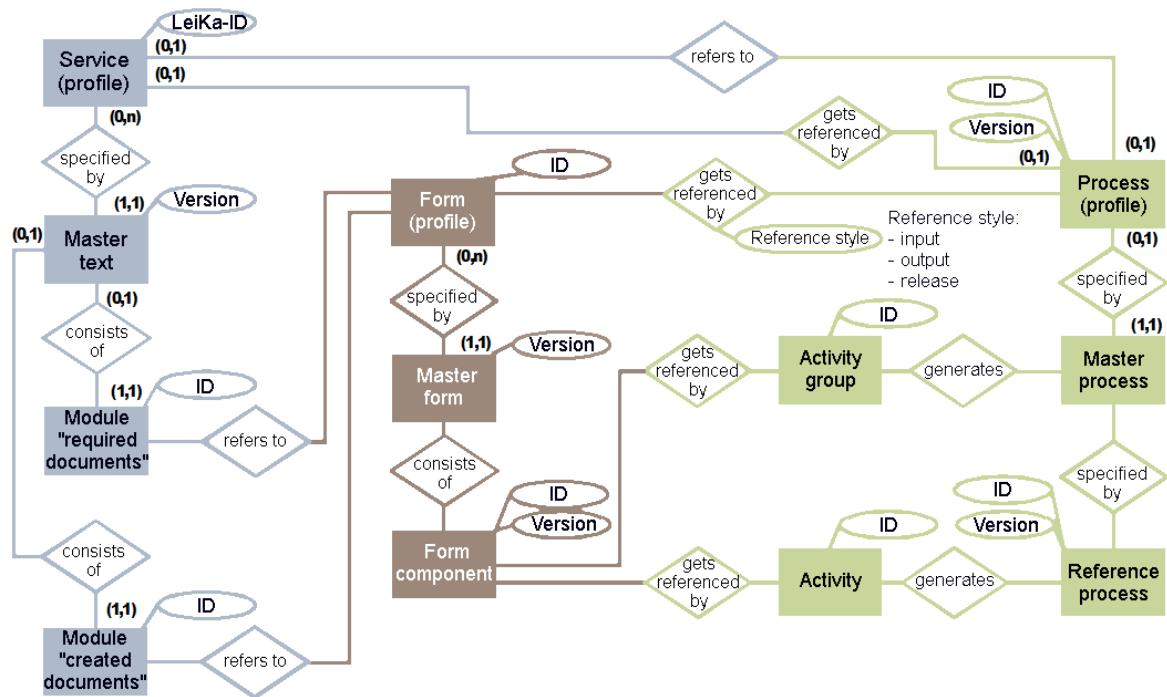 LeiKa-ID
(0,1)
Service
(profile)
(0,1)
refers to
(0,n)
ID
gets
referenced
by
Version
(0,1)
(0,1)
specified
by
ID
(1,1)
Version
Form
(profile)
gets
referenced
by
Process
(profile)
(0,1)
Master
text
Reference style
Reference style:
- input
- output
- release
(0,n)
(0,1)
(0,1)
specified
by
specified
by
consists
of
ID
(1,1)
Version
(1,1)
gets
referenced
by
Activity
group
generates
Master
process
Master
form
(1,1)
ID
Module
"required
documents"
refers to
consists
of
specified
by
ID
ID
Version
ID
Version
Form
component
consists
of
gets
referenced
by
Activity
generates
Reference
process
(1,1)
ID
Module
"created
documents"
refers to